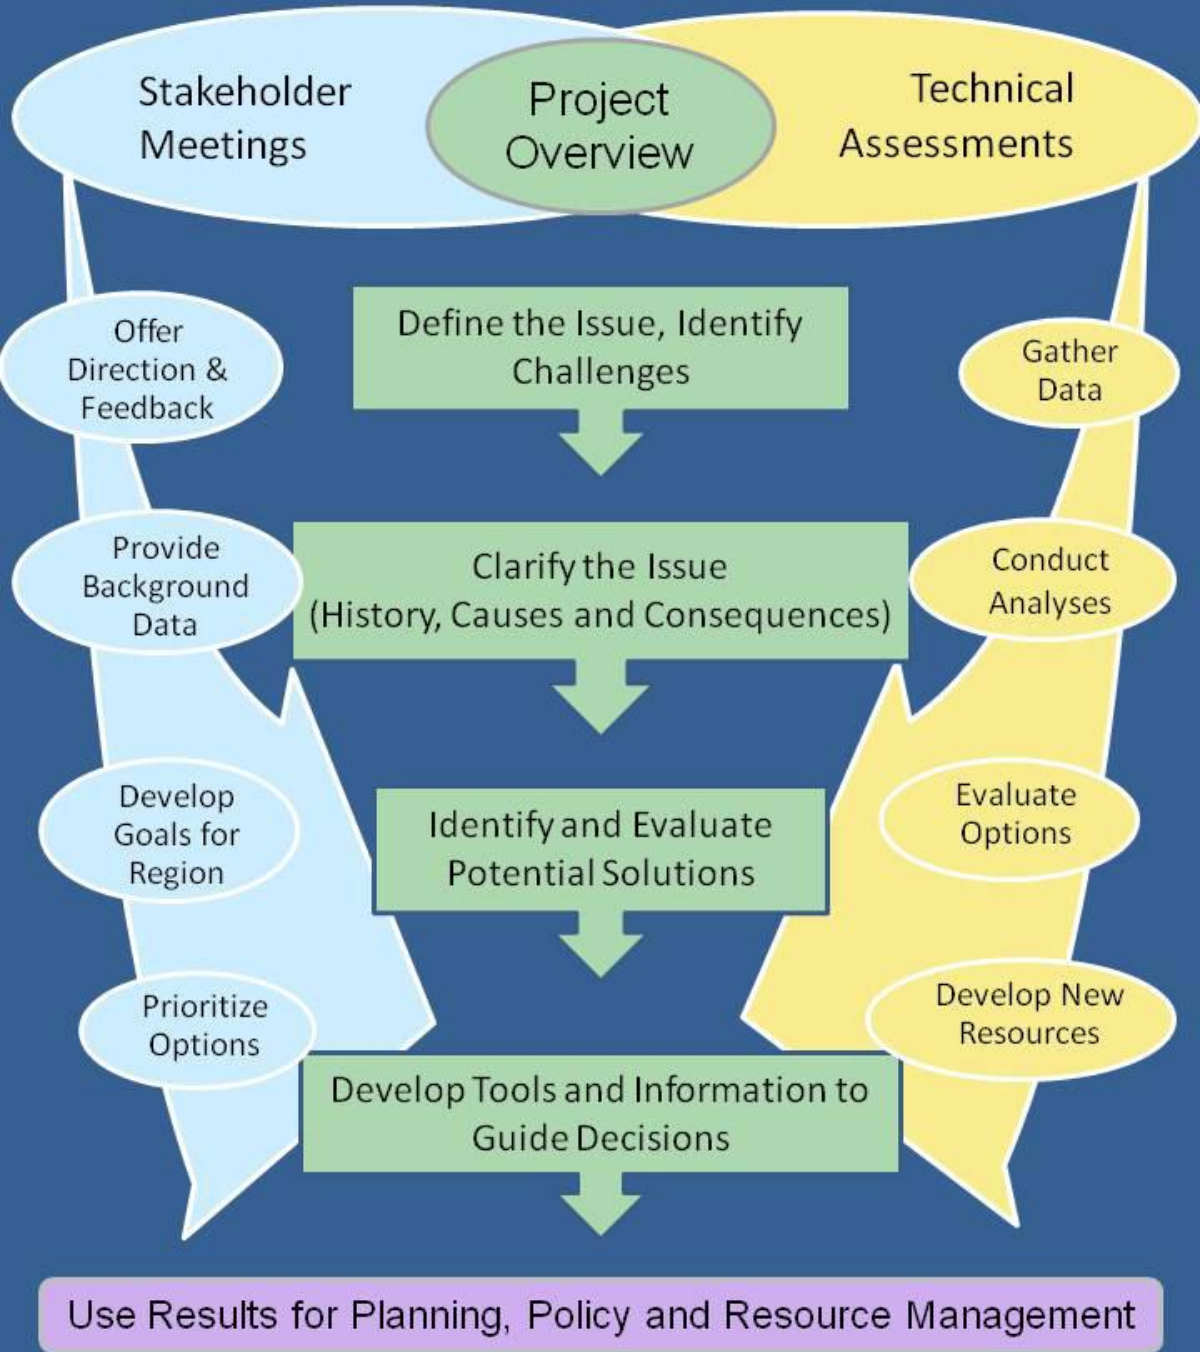 Stakeholder
Meetings
Project
Overview
Technical
Assessments
Offer
Direction &
Feedback
Define the Issue, Identify
Challenges
Gather
Data
Provide
Background
Data
Clarify the Issue
(History, Causes and Consequences)
Conduct
Analyses
Develop
Goals for
Region
Identify and Evaluate
Potential Solutions
Evaluate
Options
Prioritize
Options
Develop New
Resources
Develop Tools and Information to
Guide Decisions
Use Results for Planning, Policy and Resource Management